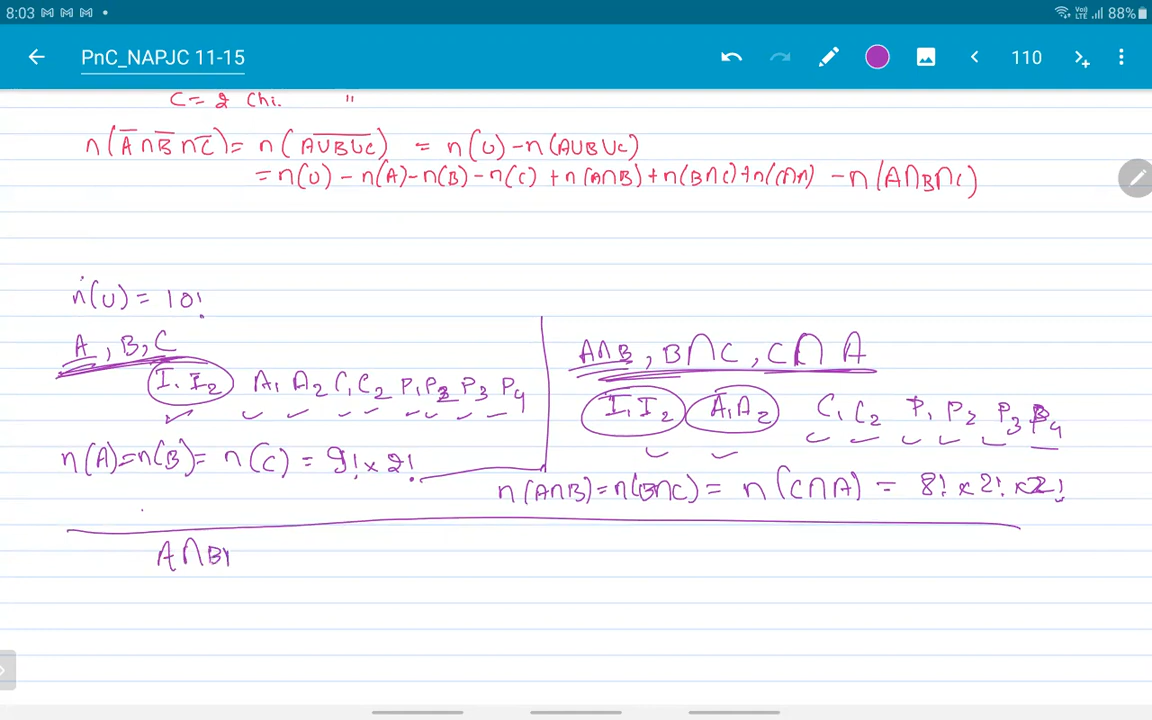 8:03 88%
PnC_NAPJC 11-15 110
C = 2 Chi. "
n(A̅∩B̅∩C̅) = n(A̅U̅B̅U̅C̅) = n(U) - n(AUBUC)
= n(U) - n(A) - n(B) - n(C) + n(A∩B) + n(B∩C) + n(C∩A) - n(A∩B∩C)
n(U) = 10!
A, B, C
I₁ I₂ A₁ A₂ C₁ C₂ P₁ P₂ P₃ P₄
n(A) = n(B) = n(C) = 9! × 2!
A∩B, B∩C, C∩A
I₁ I₂ A₁ A₂ C₁ C₂ P₁ P₂ P₃ P₄
n(A∩B) = n(B∩C) = n(C∩A) = 8! × 2! × 2!
A∩B